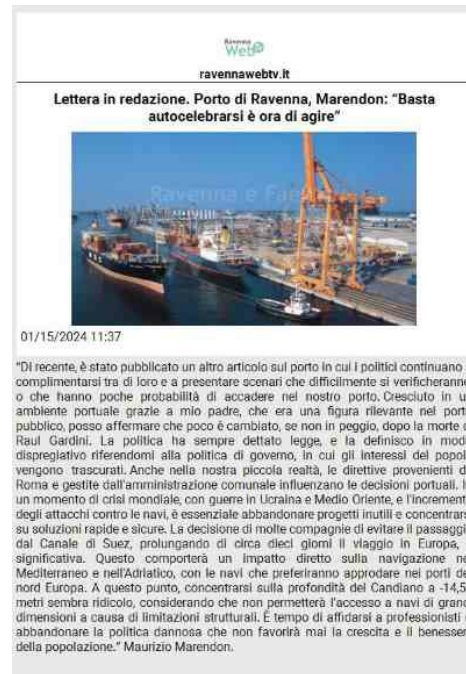 Ravenna
Web
ravennawebtv.it
Lettera in redazione. Porto di Ravenna, Marendon: “Basta
autocelebrarsi è ora di agire”
Ravenna e Faenza
01/15/2024 11:37
“Di recente, è stato pubblicato un altro articolo sul porto in cui i politici continuano
complimentarsi tra di loro e a presentare scenari che difficilmente si verificheranno
o che hanno poche probabilità di accadere nel nostro porto. Cresciuto in u
ambiente portuale grazie a mio padre, che era una figura rilevante nel port
pubblico, posso affermare che poco è cambiato, se non in peggio, dopo la morte d
Raul Gardini. La politica ha sempre dettato legge, e la definisco in mod
dispregiativo riferendomi alla politica di governo, in cui gli interessi del popol
vengono trascurati. Anche nella nostra piccola realtà, le direttive provenienti d
Roma e gestite dall'amministrazione comunale influenzano le decisioni portuali. I
un momento di crisi mondiale, con guerre in Ucraina e Medio Oriente, e l'increment
degli attacchi contro le navi, è essenziale abbandonare progetti inutili e concentrars
su soluzioni rapide e sicure. La decisione di molte compagnie di evitare il passaggi
dal Canale di Suez, prolungando di circa dieci giorni il viaggio in Europa,
significativa. Questo comporterà un impatto diretto sulla navigazione ne
Mediterraneo e nell'Adriatico, con le navi che preferiranno approdare nei porti de
nord Europa. A questo punto, concentrarsi sulla profondità del Candiano a -14,5
metri sembra ridicolo, considerando che non permetterà l'accesso a navi di grand
dimensioni a causa di limitazioni strutturali. È tempo di affidarsi a professionisti
abbandonare la politica dannosa che non favorirà mai la crescita e il benesser
della popolazione.” Maurizio Marendon.